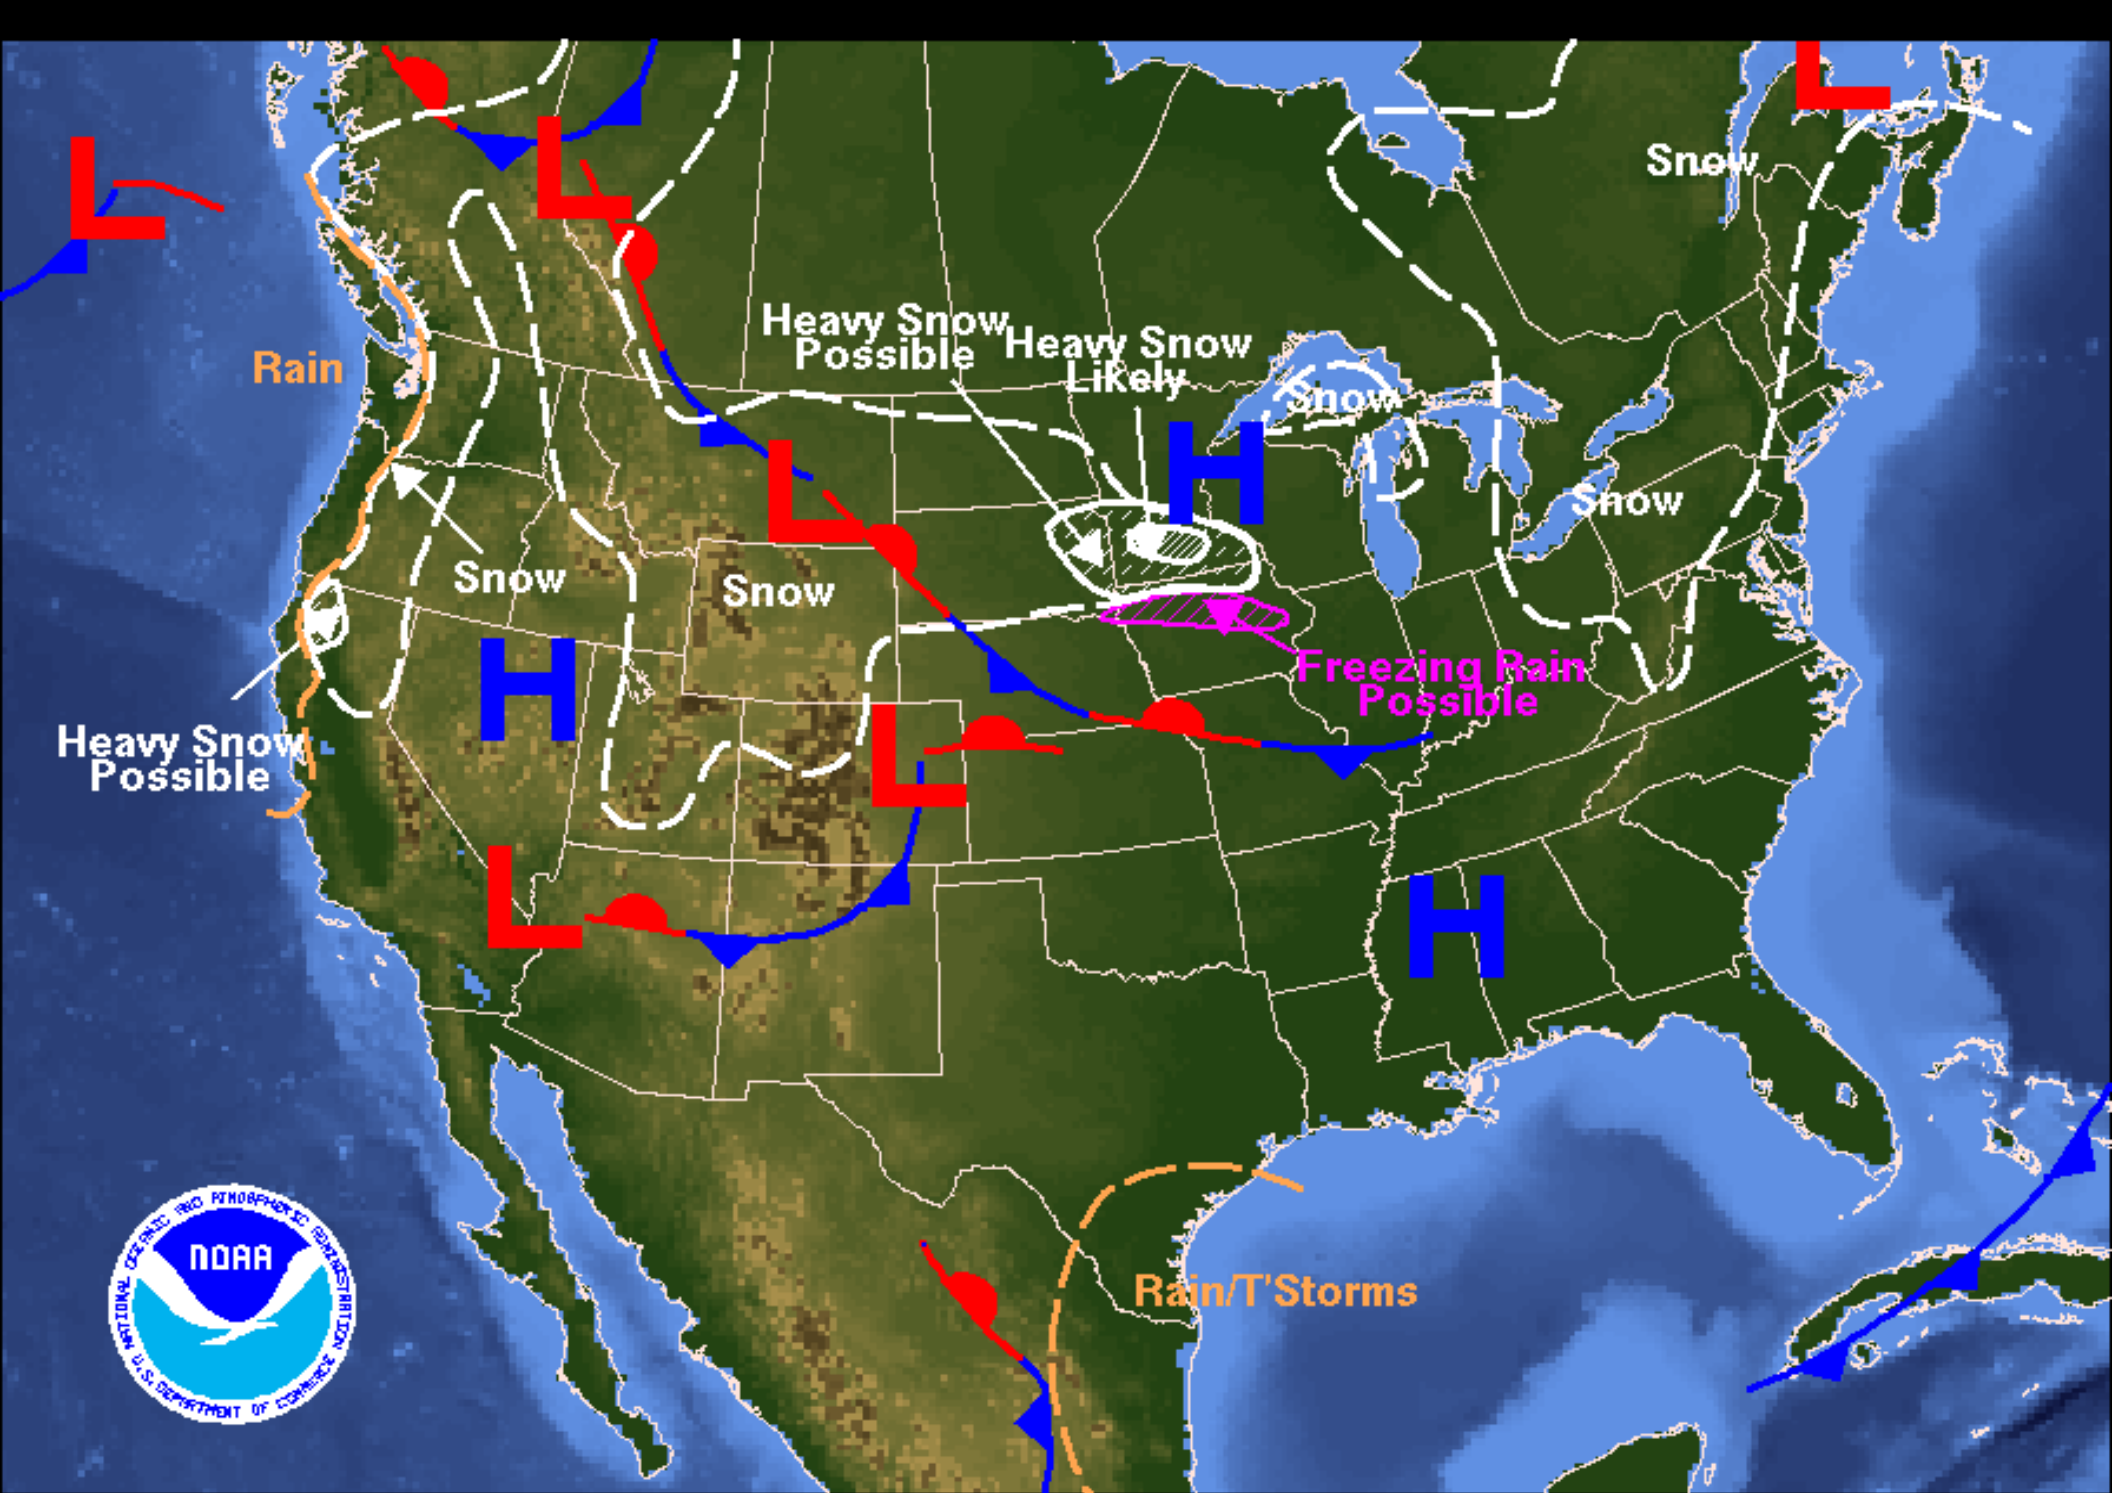 L
Snow
L
L
Heavy Snow
Possible
Heavy Snow
Likely
Rain
Snow
H
L
Snow
Snow
Snow
H
Freezing Rain
Possible
L
Heavy Snow
Possible
L
H
Rain/T'Storms
NATIONAL OCEANIC AND ATMOSPHERIC ADMINISTRATION
NOAA
U.S. DEPARTMENT OF COMMERCE